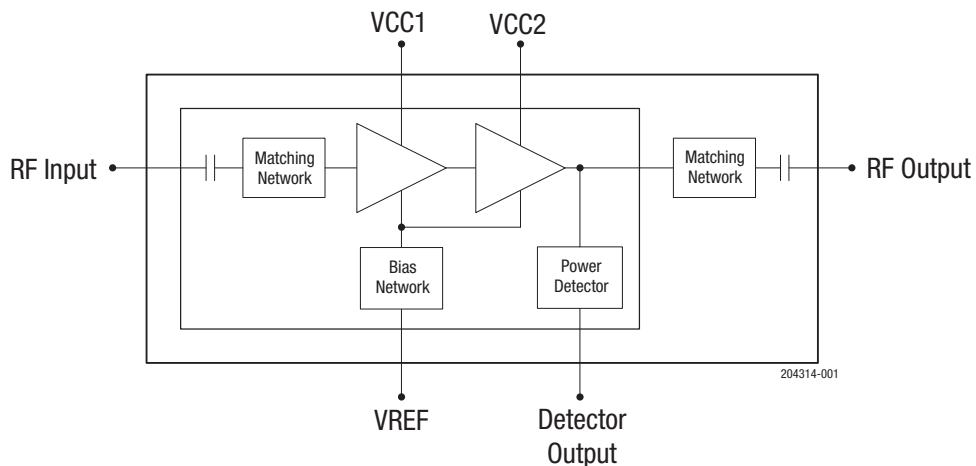 VCC1
VCC2
RF Input
Matching
Network
Matching
Network
RF Output
Bias
Network
Power
Detector
204314-001
VREF
Detector
Output